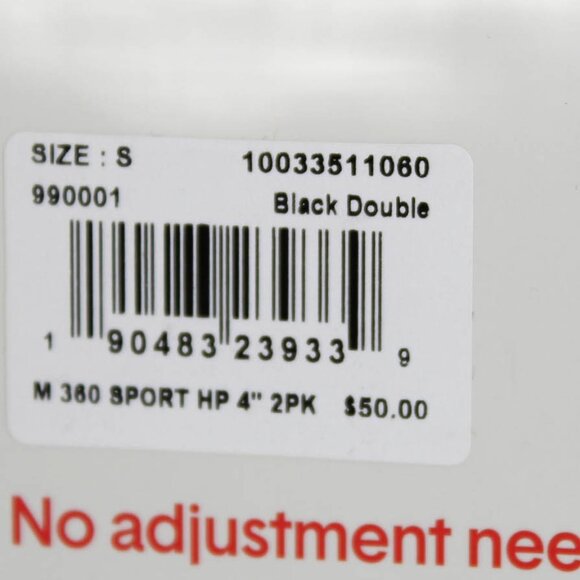 SIZE : S 10033511060
990001 Black Double
1 90483 23933 9
M 360 SPORT HP 4" 2PK $50.00
No adjustment nee